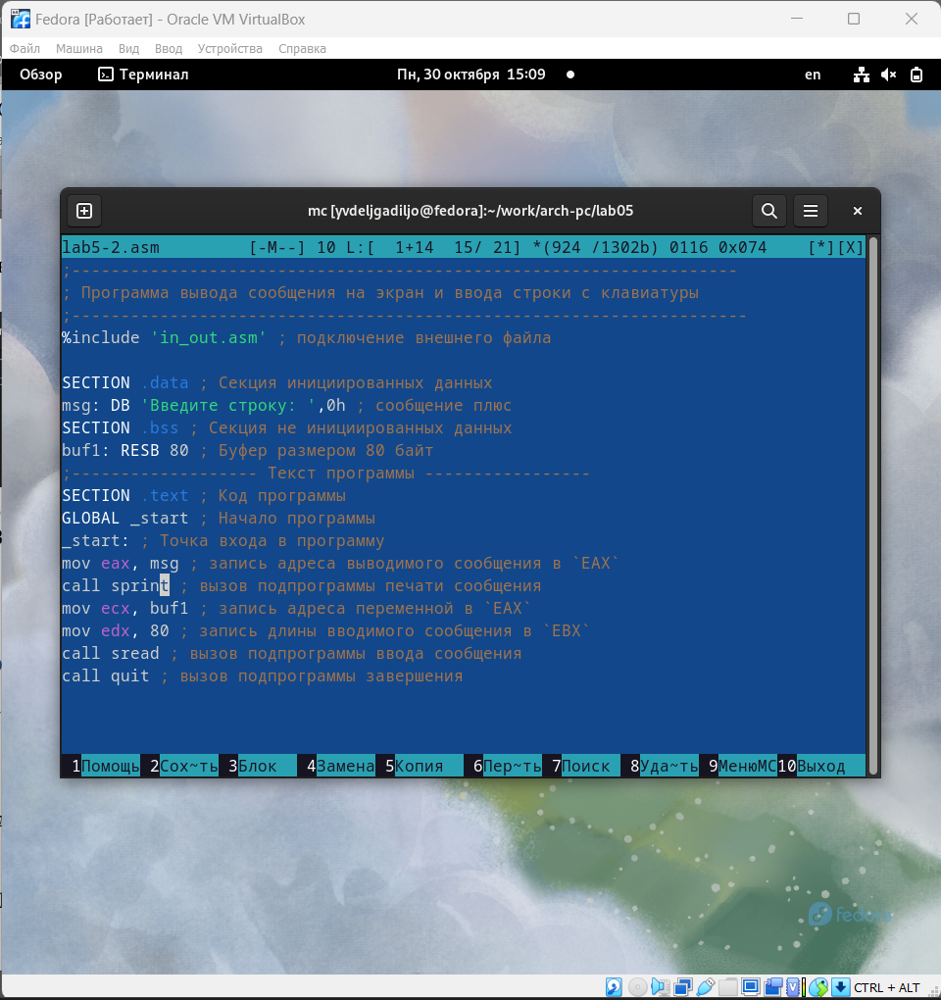 Fedora [Работает] - Oracle VM VirtualBox
Файл Машина Вид Ввод Устройства Справка
Обзор Терминал Пн, 30 октября 15:09 en
mc [yvdeljgadiljo@fedora]:~/work/arch-pc/lab05
lab5-2.asm [-M--] 10 L:[ 1+14 15/ 21] *(924 /1302b) 0116 0x074 [*][X]
;--------------------------------------------------------------------
; Программа вывода сообщения на экран и ввода строки с клавиатуры
;---------------------------------------------------------------------
%include 'in_out.asm' ; подключение внешнего файла
SECTION .data ; Секция инициированных данных
msg: DB 'Введите строку: ',0h ; сообщение плюс
SECTION .bss ; Секция не инициированных данных
buf1: RESB 80 ; Буфер размером 80 байт
;------------------- Текст программы -----------------
SECTION .text ; Код программы
GLOBAL _start ; Начало программы
_start: ; Точка входа в программу
mov eax, msg ; запись адреса выводимого сообщения в `EAX`
call sprint ; вызов подпрограммы печати сообщения
mov ecx, buf1 ; запись адреса переменной в `EAX`
mov edx, 80 ; запись длины вводимого сообщения в `EBX`
call sread ; вызов подпрограммы ввода сообщения
call quit ; вызов подпрограммы завершения
1Помощь 2Сох~ть 3Блок 4Замена 5Копия 6Пер~ть 7Поиск 8Уда~ть 9МенюMC 10Выход
fedora
CTRL + ALT